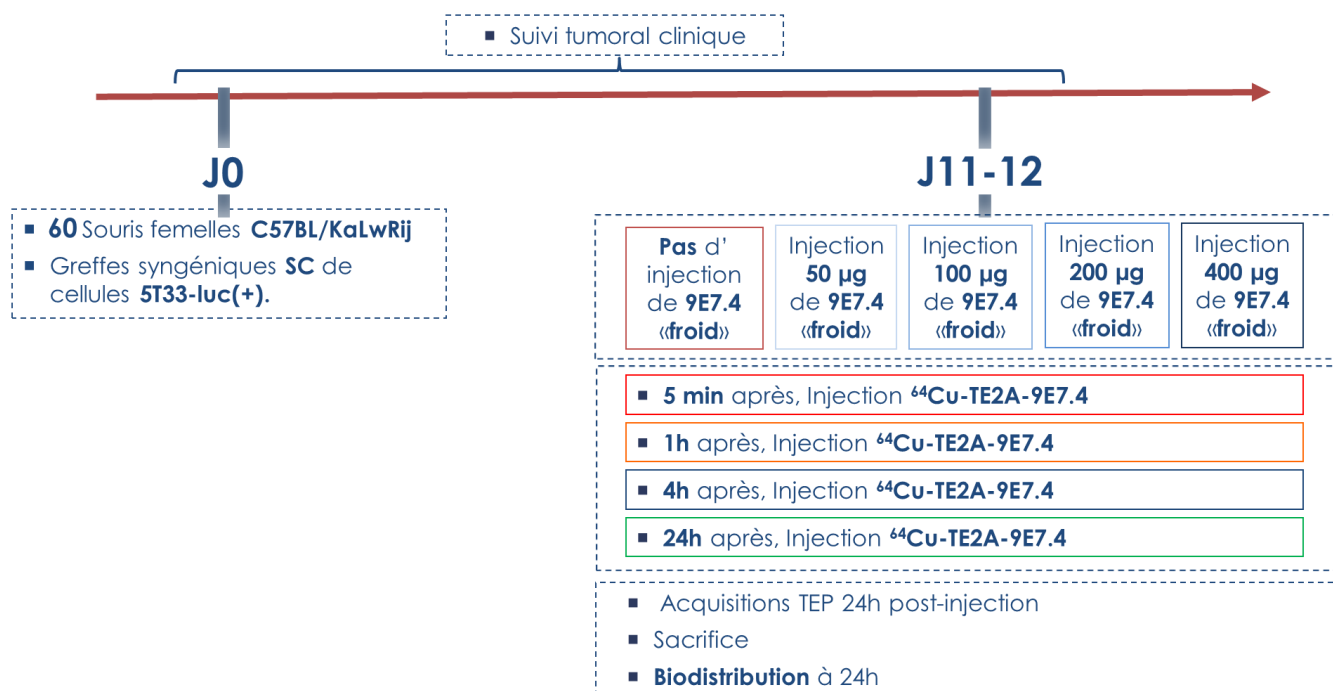 ▪ Suivi tumoral clinique
J0
J11-12
▪ 60 Souris femelles C57BL/KaLwRij
▪ Greffes syngéniques SC de
cellules 5T33-luc(+).
Pas d'
injection
de 9E7.4
«froid»
Injection
50 µg
de 9E7.4
«froid»
Injection
100 µg
de 9E7.4
«froid»
Injection
200 µg
de 9E7.4
«froid»
Injection
400 µg
de 9E7.4
«froid»
▪ 5 min après, Injection ⁶⁴Cu-TE2A-9E7.4
▪ 1h après, Injection ⁶⁴Cu-TE2A-9E7.4
▪ 4h après, Injection ⁶⁴Cu-TE2A-9E7.4
▪ 24h après, Injection ⁶⁴Cu-TE2A-9E7.4
▪ Acquisitions TEP 24h post-injection
▪ Sacrifice
▪ Biodistribution à 24h